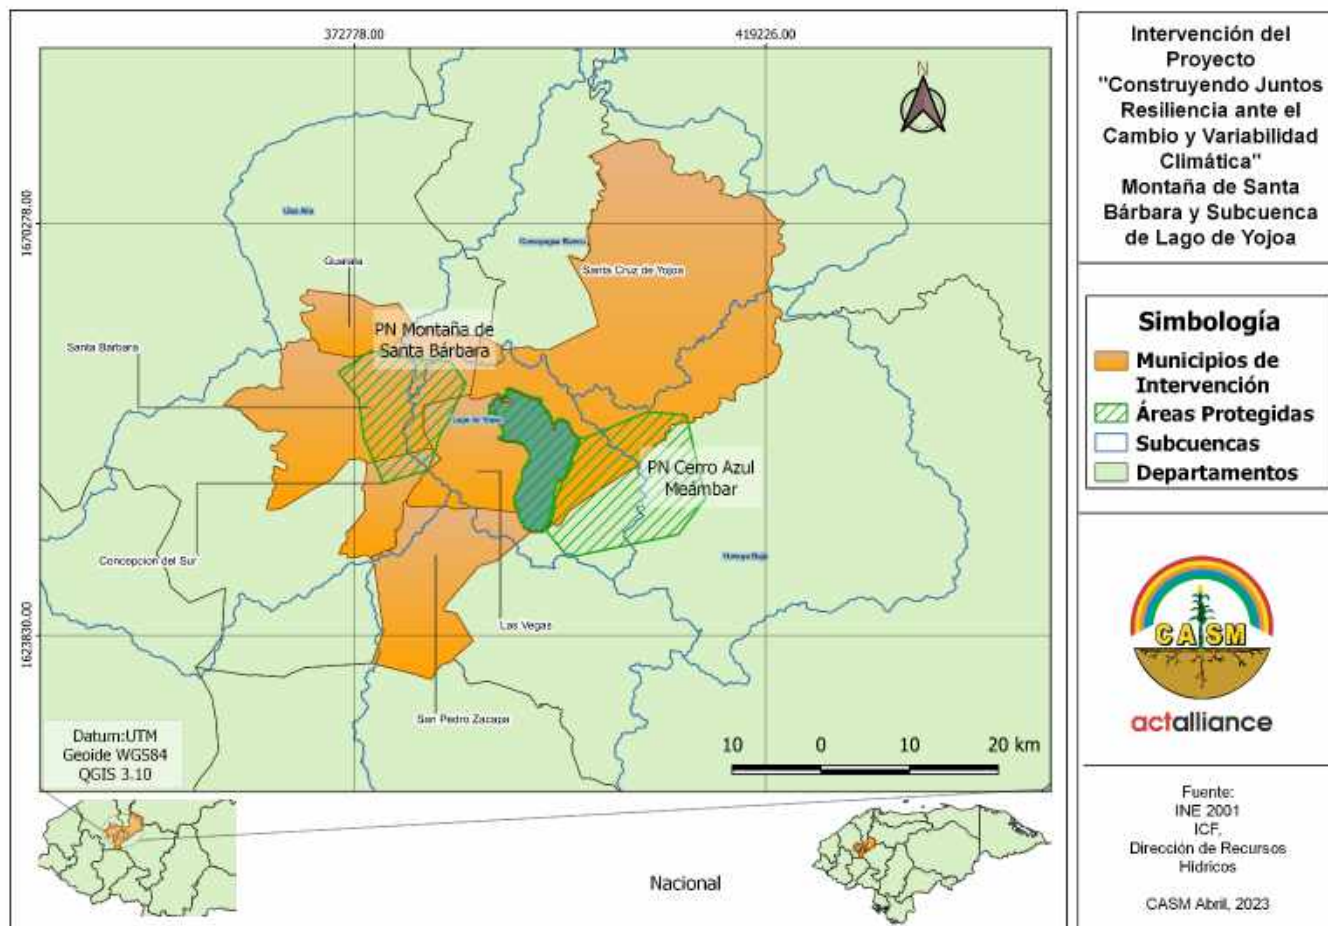 372778.00
419226.00
1670278.00
1623830.00
N
Guarala
Santa Cruz de Yojoa
PN Montaña de
Santa Bárbara
Santa Bárbara
Lago de Yojoa
PN Cerro Azul
Meámbar
Concepcion del Sur
Las Vegas
San Pedro Zacapa
Datum:UTM
Geoide WGS84
QGIS 3.10
10 0 10 20 km
Nacional
Intervención del
Proyecto
"Construyendo Juntos
Resiliencia ante el
Cambio y Variabilidad
Climática"
Montaña de Santa
Bárbara y Subcuenca
de Lago de Yojoa
Simbología
Municipios de
Intervención
Áreas Protegidas
Subcuencas
Departamentos
CASM
actalliance
Fuente:
INE 2001
ICF,
Dirección de Recursos
Hídricos
CASM Abril, 2023